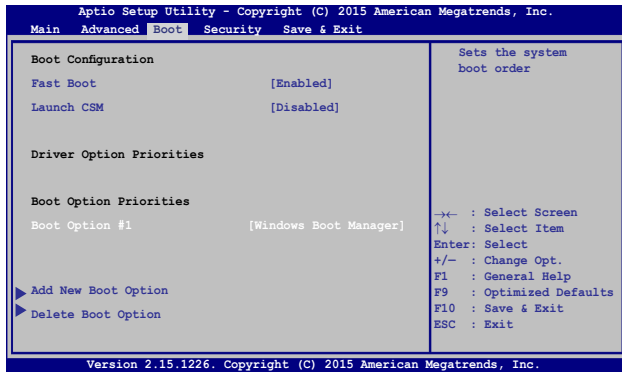 Aptio Setup Utility - Copyright (C) 2015 American Megatrends, Inc.
Main Advanced Boot Security Save & Exit
Boot Configuration
Fast Boot [Enabled]
Launch CSM [Disabled]
Driver Option Priorities
Boot Option Priorities
Boot Option #1 [Windows Boot Manager]
Add New Boot Option
Delete Boot Option
Sets the system
boot order
→← : Select Screen
↑↓ : Select Item
Enter: Select
+/− : Change Opt.
F1 : General Help
F9 : Optimized Defaults
F10 : Save & Exit
ESC : Exit
Version 2.15.1226. Copyright (C) 2015 American Megatrends, Inc.